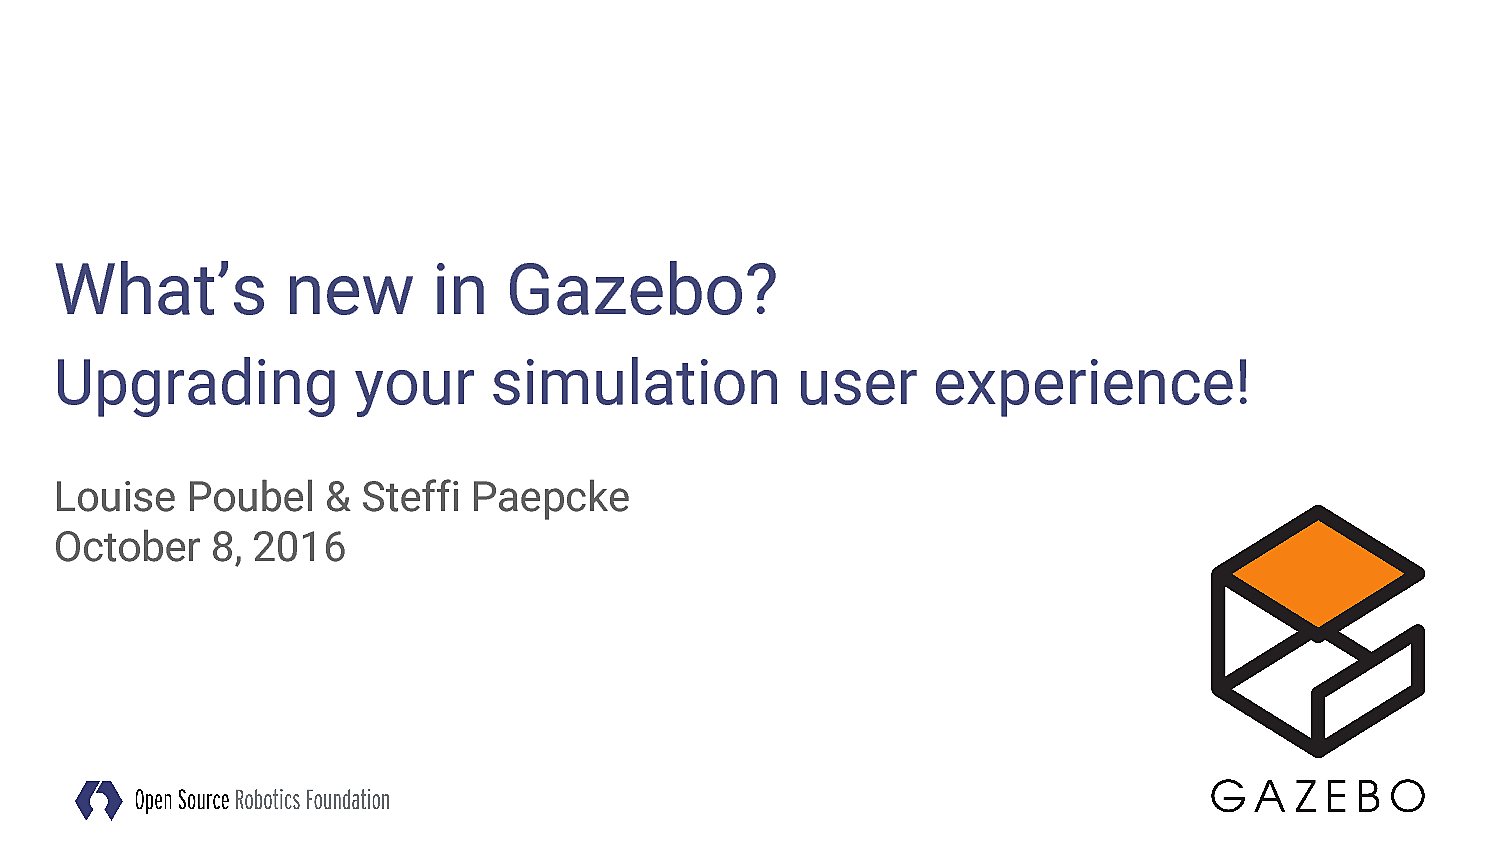 What’s new in Gazebo?
Upgrading your simulation user experience!
Louise Poubel & Steffi Paepcke
October 8, 2016
Open Source Robotics Foundation
GAZEBO